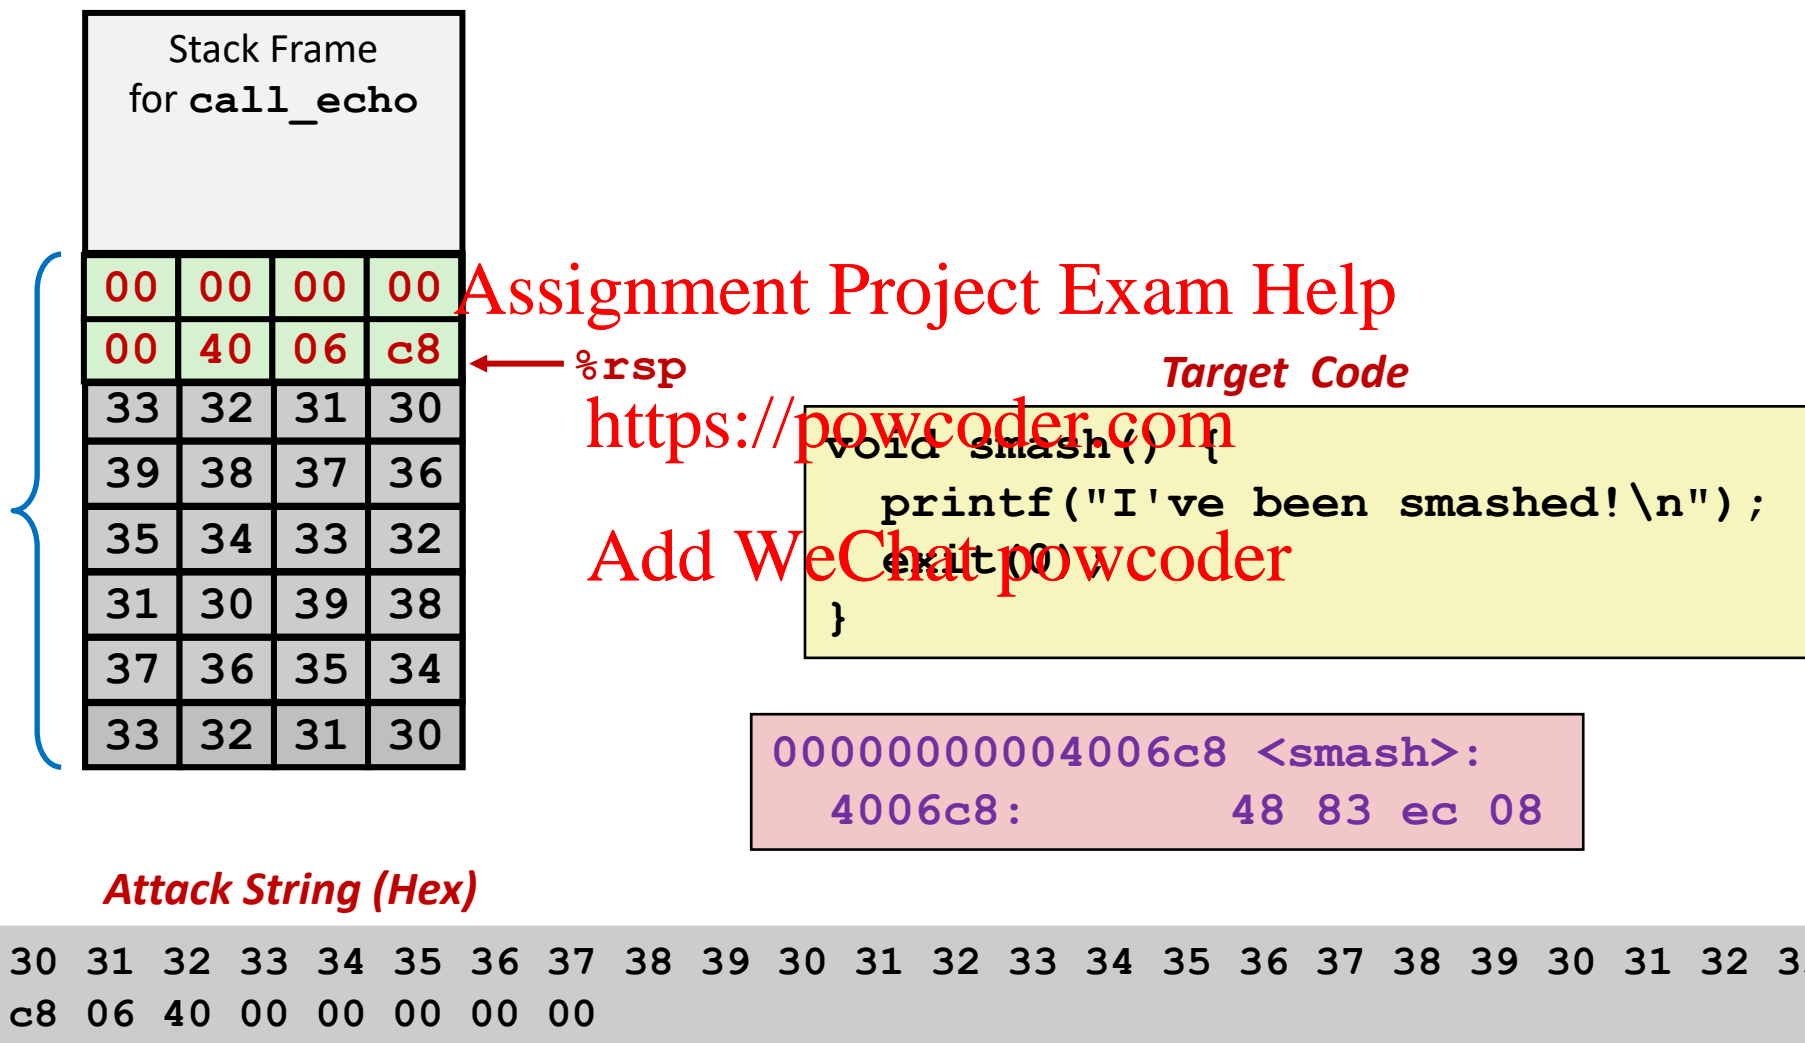 Stack Frame
for call_echo
00 00 00 00
00 40 06 c8
33 32 31 30
39 38 37 36
35 34 33 32
31 30 39 38
37 36 35 34
33 32 31 30
%rsp
Assignment Project Exam Help
https://powcoder.com
Add WeChat powcoder
Target Code
void smash() {
printf("I've been smashed!\n");
exit(0);
}
00000000004006c8 <smash>:
4006c8: 48 83 ec 08
Attack String (Hex)
30 31 32 33 34 35 36 37 38 39 30 31 32 33 34 35 36 37 38 39 30 31 32
c8 06 40 00 00 00 00 00